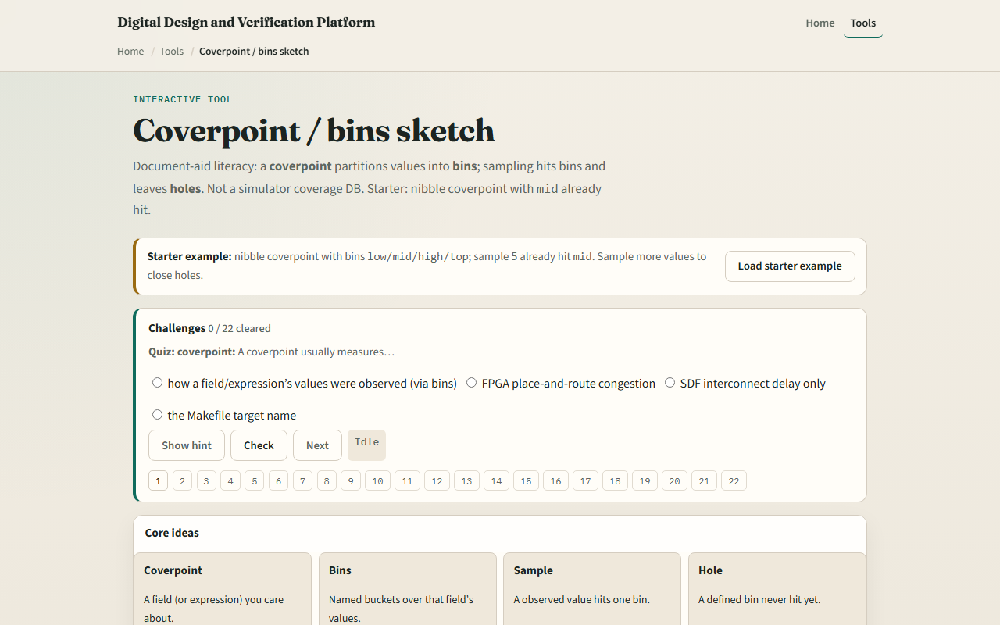 Digital Design and Verification Platform
Home
Tools
Home / Tools / Coverpoint / bins sketch
INTERACTIVE TOOL
Coverpoint / bins sketch
Document-aid literacy: a coverpoint partitions values into bins; sampling hits bins and
leaves holes. Not a simulator coverage DB. Starter: nibble coverpoint with mid already
hit.
Starter example: nibble coverpoint with bins low/mid/high/top; sample 5 already hit mid. Sample more values to
close holes.
Load starter example
Challenges 0 / 22 cleared
Quiz: coverpoint: A coverpoint usually measures…
how a field/expression’s values were observed (via bins)
FPGA place-and-route congestion
SDF interconnect delay only
the Makefile target name
Show hint
Check
Next
Idle
1 2 3 4 5 6 7 8 9 10 11 12 13 14 15 16 17 18 19 20 21 22
Core ideas
Coverpoint
A field (or expression) you care
about.
Bins
Named buckets over that field’s
values.
Sample
A observed value hits one bin.
Hole
A defined bin never hit yet.